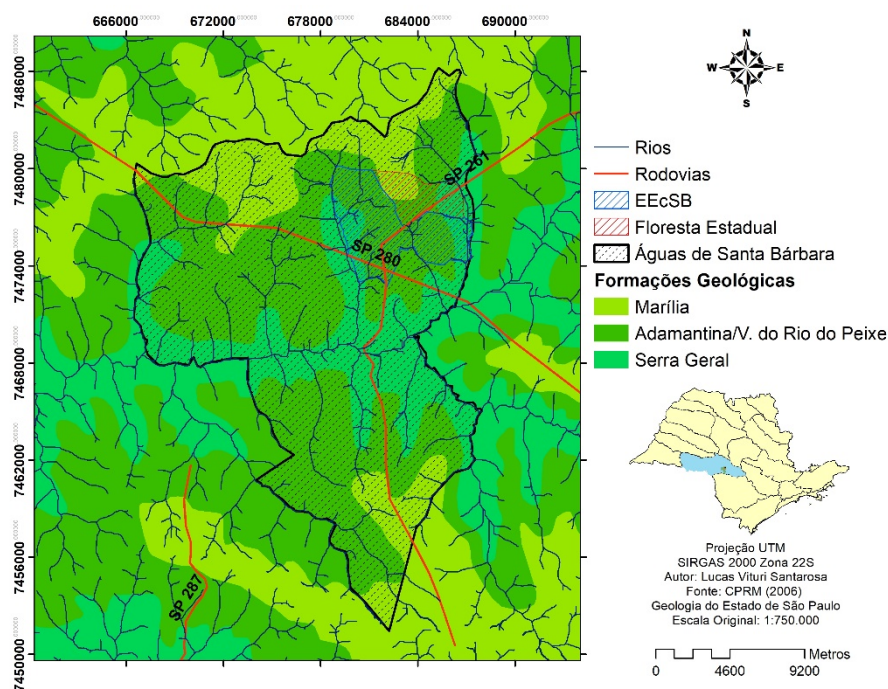 666000 672000 678000 684000 690000
7488000
7480000
7474000
7468000
7462000
7456000
7450000
SP 261
SP 280
SP 287
N
W E
S
Rios
Rodovias
EEcSB
Floresta Estadual
Águas de Santa Bárbara
Formações Geológicas
Marília
Adamantina/V. do Rio do Peixe
Serra Geral
Projeção UTM
SIRGAS 2000 Zona 22S
Autor: Lucas Vituri Santarosa
Fonte: CPRM (2006)
Geologia do Estado de São Paulo
Escala Original: 1:750.000
Metros
0 4600 9200